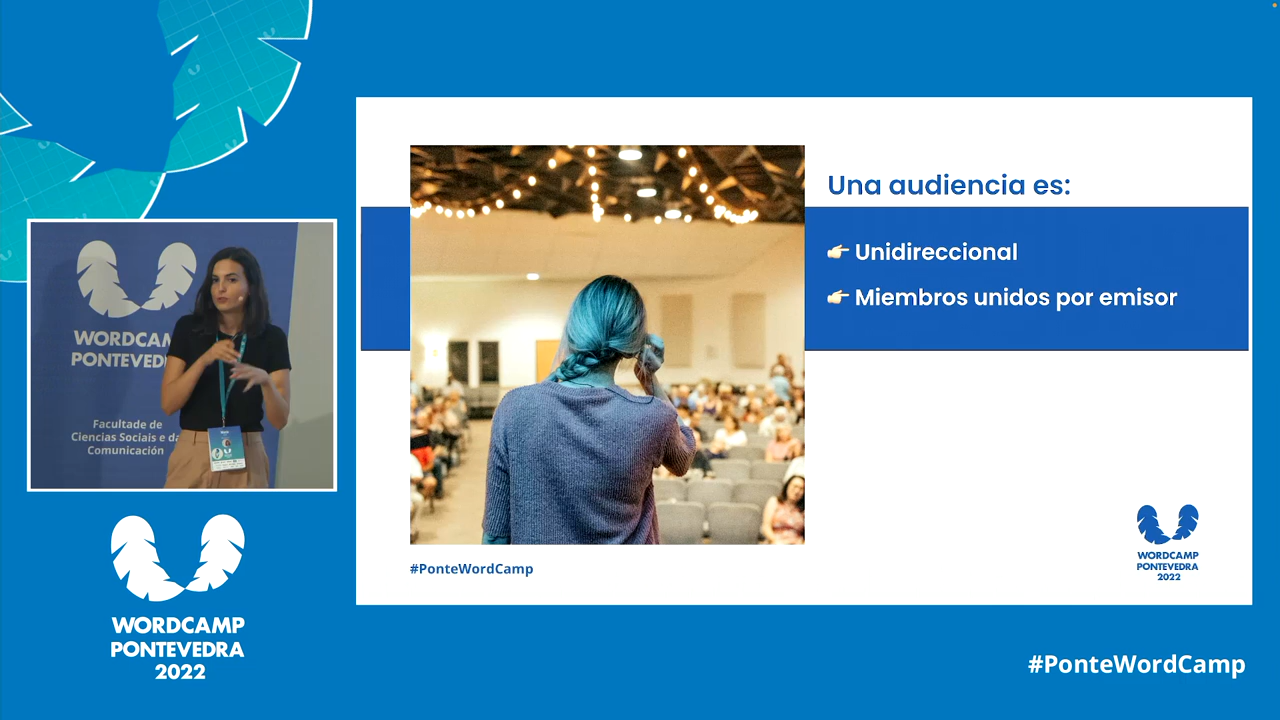 WORDCAMP
PONTEVEDRA
Facultade de
Ciencias Sociais e da
Comunicación
WORDCAMP
PONTEVEDRA
2022
Una audiencia es:
👉 Unidireccional
👉 Miembros unidos por emisor
#PonteWordCamp
WORDCAMP
PONTEVEDRA
2022
#PonteWordCamp